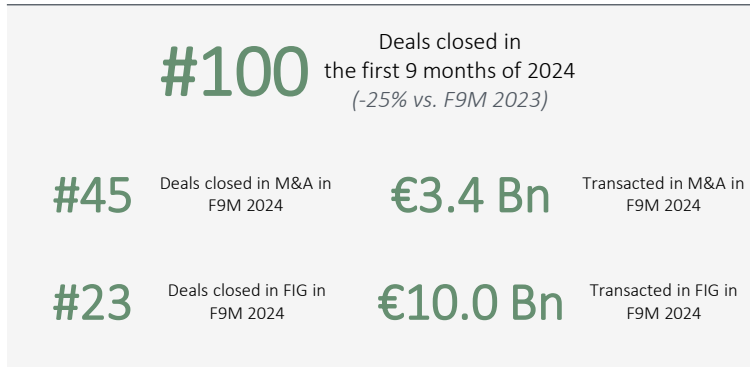 #100
Deals closed in
the first 9 months of 2024
(-25% vs. F9M 2023)
#45
Deals closed in M&A in
F9M 2024
€3.4 Bn
Transacted in M&A in
F9M 2024
#23
Deals closed in FIG in
F9M 2024
€10.0 Bn
Transacted in FIG in
F9M 2024